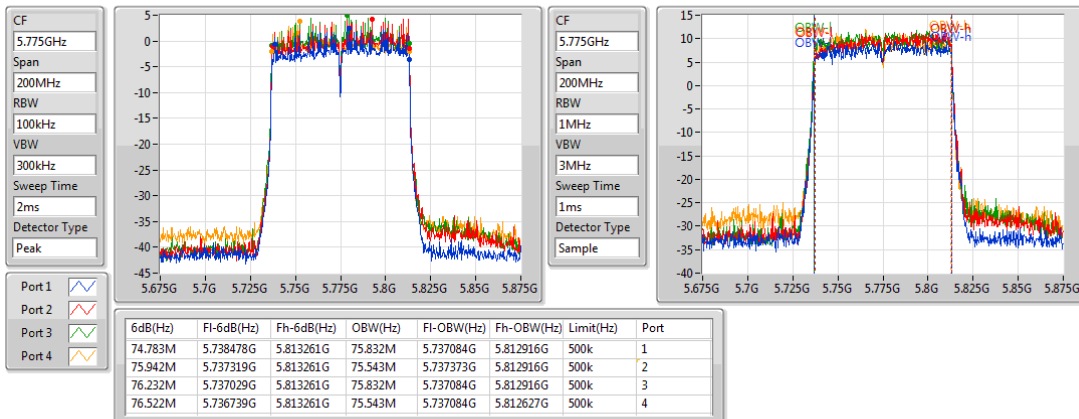 CF
5.775GHz
Span
200MHz
RBW
100kHz
VBW
300kHz
Sweep Time
2ms
Detector Type
Peak
5
0
-5
-10
-15
-20
-25
-30
-35
-40
-45
5.675G 5.7G 5.725G 5.75G 5.775G 5.8G 5.825G 5.85G 5.875G
CF
5.775GHz
Span
200MHz
RBW
1MHz
VBW
3MHz
Sweep Time
1ms
Detector Type
Sample
15
10
5
0
-5
-10
-15
-20
-25
-30
-35
-40
OBW-h
OBW-h
5.675G 5.7G 5.725G 5.75G 5.775G 5.8G 5.825G 5.85G 5.875G
Port 1
Port 2
Port 3
Port 4
6dB(Hz) Fl-6dB(Hz) Fh-6dB(Hz) OBW(Hz) Fl-OBW(Hz) Fh-OBW(Hz) Limit(Hz) Port
74.783M 5.738478G 5.813261G 75.832M 5.737084G 5.812916G 500k 1
75.942M 5.737319G 5.813261G 75.543M 5.737373G 5.812916G 500k 2
76.232M 5.737029G 5.813261G 75.832M 5.737084G 5.812916G 500k 3
76.522M 5.736739G 5.813261G 75.543M 5.737084G 5.812627G 500k 4